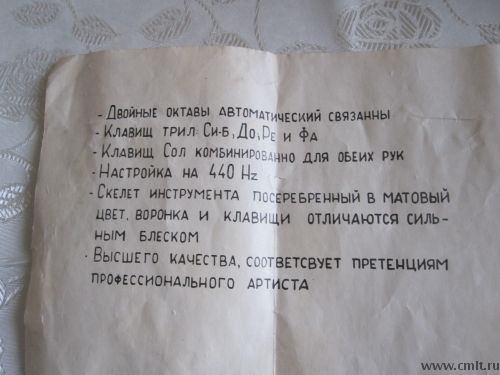 - Двойные октавы автоматический связанны
- Клавищ трил Си-б, До, Ре и Фа
- Клавищ Сол комбинированно для обеих рук
- Настройка на 440 Hz
- Скелет инструмента посеребренный в матовый
цвет, воронка и клавищи отличаются силь-
ным блеском
- Высшего качества, соответсвует претенциям
профессионального артиста
www.cmlt.ru